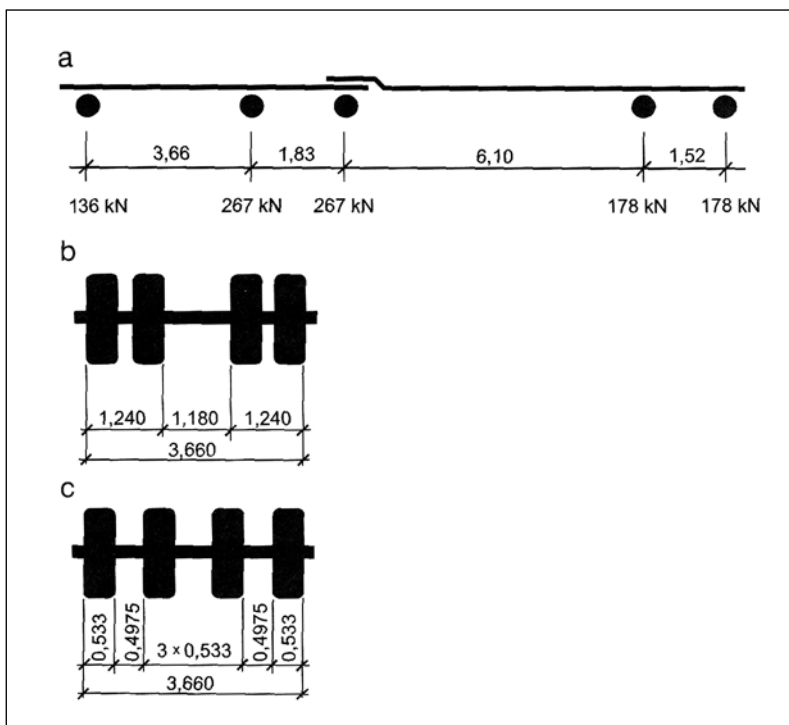 a
3,66 1,83 6,10 1,52
136 kN 267 kN 267 kN 178 kN 178 kN
b
1,240 1,180 1,240
3,660
c
0,533 0,4975 3 × 0,533 0,4975 0,533
3,660